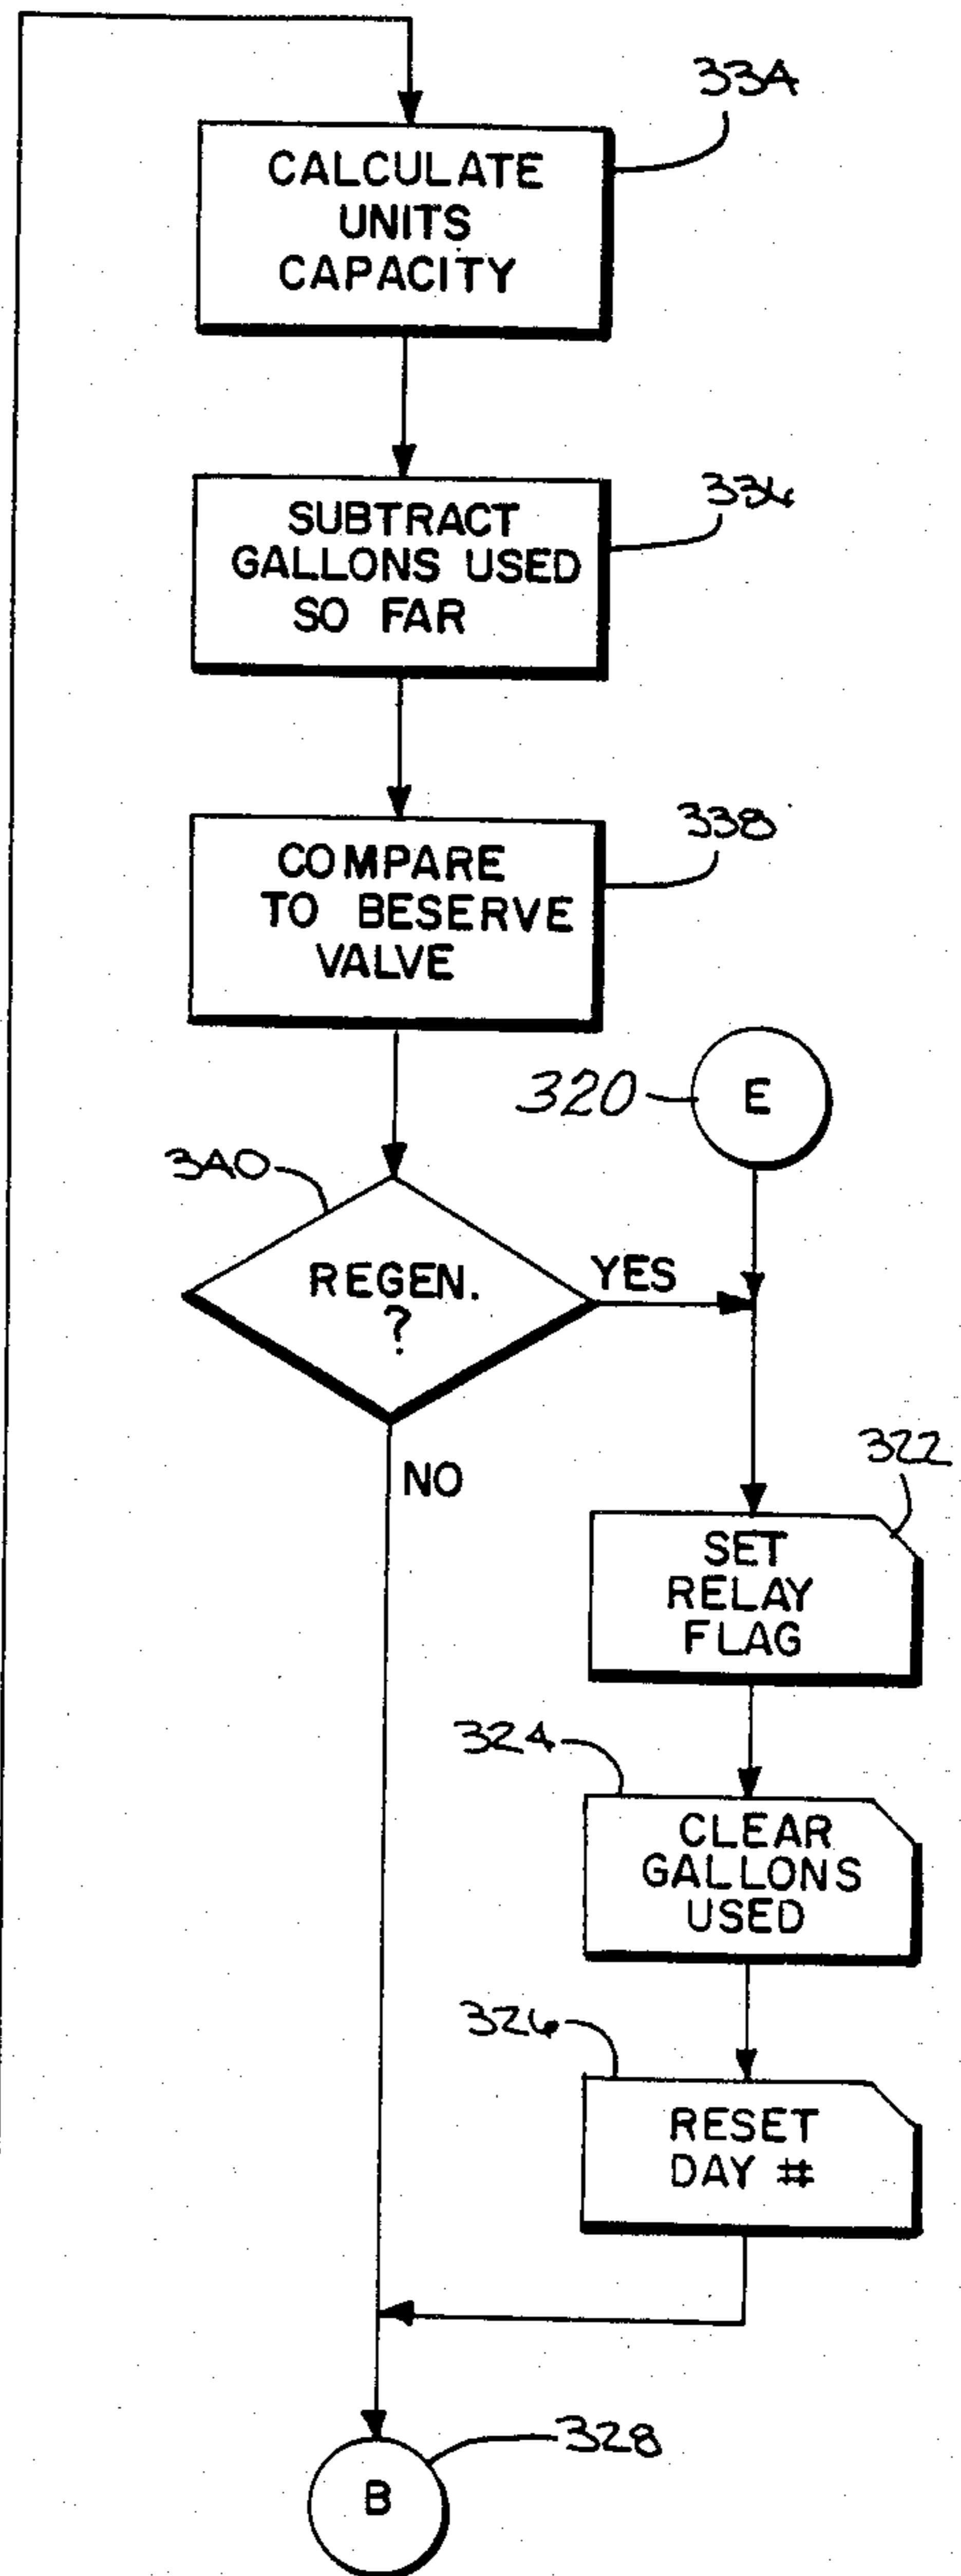 334
CALCULATE
UNITS
CAPACITY
336
SUBTRACT
GALLONS USED
SO FAR
338
COMPARE
TO BESERVE
VALVE
320
E
340
REGEN.
?
YES
NO
322
SET
RELAY
FLAG
324
CLEAR
GALLONS
USED
326
RESET
DAY #
328
B